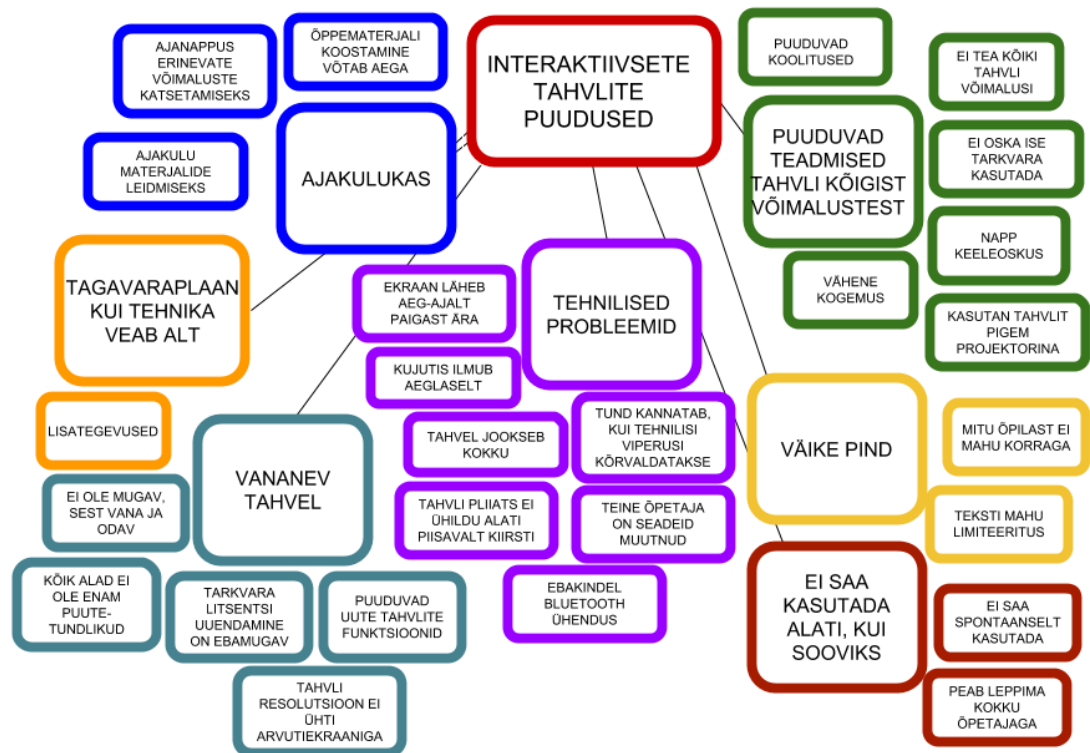 INTERAKTIIVSETE
TAHVLITE
PUUDUSED
AJANAPPUS
ERINEVATE
VÕIMALUSTE
KATSETAMISEKS
ÕPPEMATERJALI
KOOSTAMINE
VÕTAB AEGA
AJAKULU
MATERJALIDE
LEIDMISEKS
AJAKULUKAS
PUUDUVAD
KOOLITUSED
PUUDUVAD
TEADMISED
TAHVLI KÕIGIST
VÕIMALUSTEST
EI TEA KÕIKI
TAHVLI
VÕIMALUSI
EI OSKA ISE
TARKVARA
KASUTADA
NAPP
KEELEOSKUS
VÄHENE
KOGEMUS
KASUTAN TAHVLIT
PIGEM
PROJEKTORINA
TAGAVARAPLAAN
KUI TEHNIKA
VEAB ALT
LISATEGEVUSED
EKRAAN LÄHEB
AEG-AJALT
PAIGAST ÄRA
TEHNILISED
PROBLEEMID
KUJUTIS ILMUB
AEGLASELT
TAHVEL JOOKSEB
KOKKU
TUND KANNATAB,
KUI TEHNILISI
VIPERUSI
KÕRVALDATAKSE
TAHVLI PLIIATS EI
ÜHILDU ALATI
PIISAVALT KIIRSTI
TEINE ÕPETAJA
ON SEADEID
MUUTNUD
EBAKINDEL
BLUETOOTH
ÜHENDUS
VANANEV
TAHVEL
EI OLE MUGAV,
SEST VANA JA
ODAV
KÕIK ALAD EI
OLE ENAM
PUUTE-
TUNDLIKUD
TARKVARA
LITSENTSI
UUENDAMINE
ON EBAMUGAV
PUUDUVAD
UUTE TAHVLITE
FUNKTSIOONID
TAHVLI
RESOLUTSIOON EI
ÜHTI
ARVUTIEKRAANIGA
VÄIKE PIND
MITU ÕPILAST EI
MAHU KORRAGA
TEKSTI MAHU
LIMITEERITUS
EI SAA
KASUTADA
ALATI, KUI
SOOVIKS
EI SAA
SPONTAANSELT
KASUTADA
PEAB LEPPIMA
KOKKU
ÕPETAJAGA